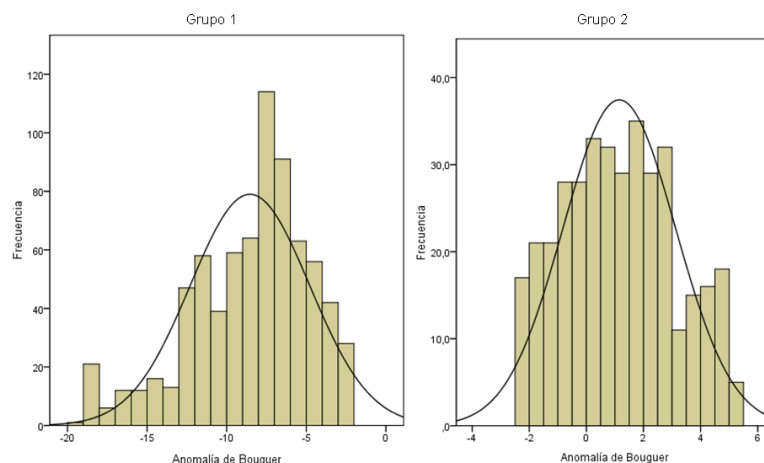 Grupo 1
Frecuencia
120
100
80
60
40
20
0
-20 -15 -10 -5 0
Anomalía de Bouguer
Grupo 2
Frecuencia
40,0
30,0
20,0
10,0
,0
-4 -2 0 2 4 6
Anomalía de Bouguer